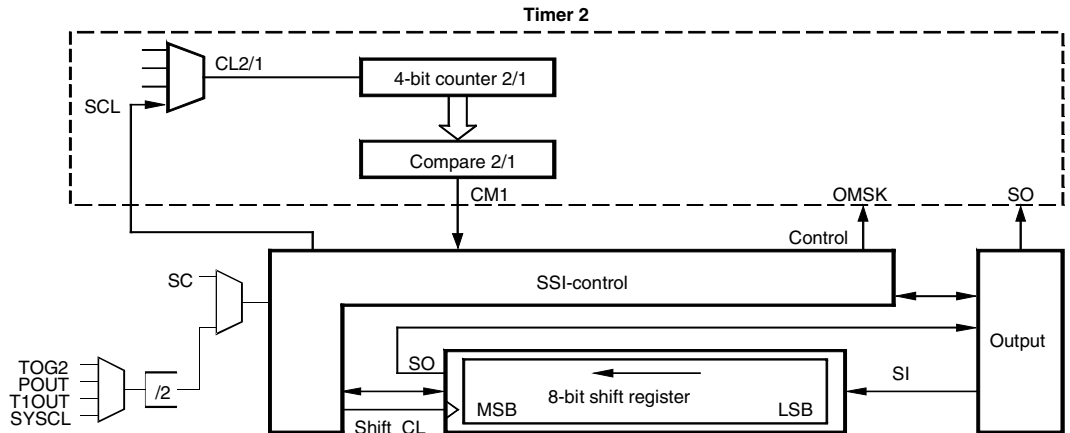 Timer 2
CL2/1
4-bit counter 2/1
SCL
Compare 2/1
CM1
OMSK
SO
Control
SC
SSI-control
Output
TOG2
POUT
T1OUT
SYSCL
/2
SO
8-bit shift register
MSB
LSB
SI
Shift_CL